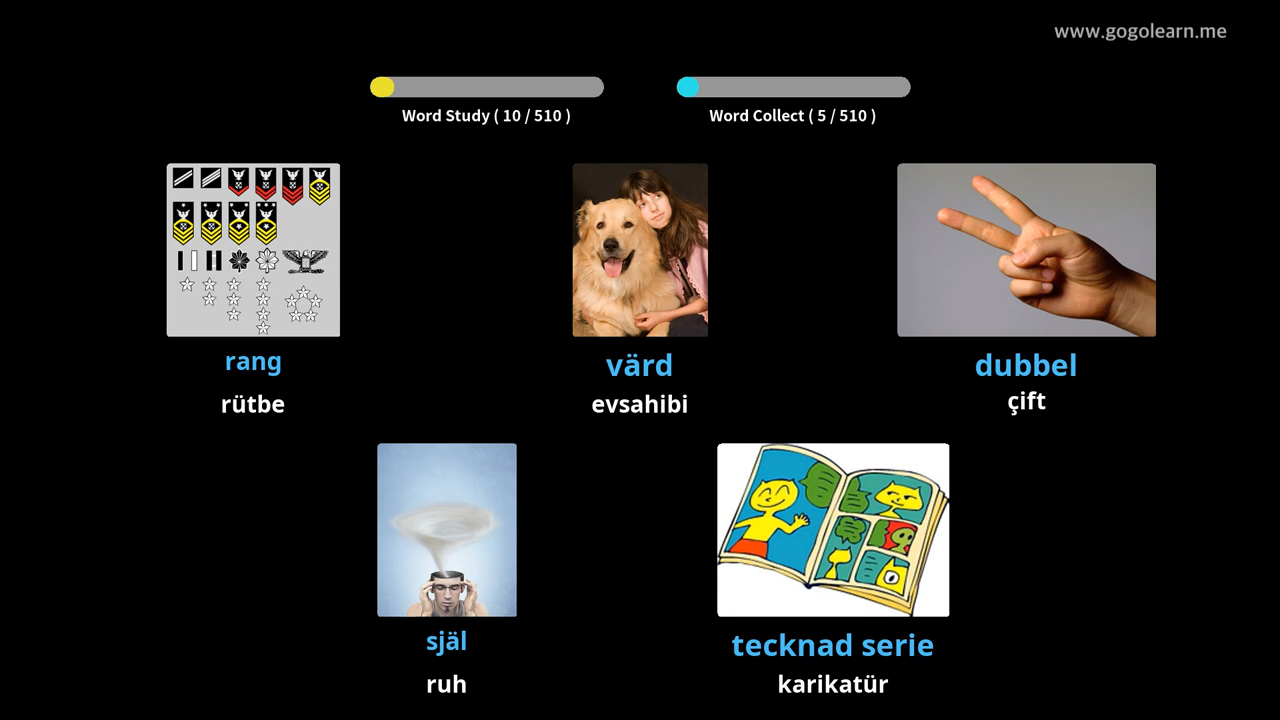 www.gogolearn.me
Word Study ( 10 / 510 )
Word Collect ( 5 / 510 )
rang
rütbe
värd
evsahibi
dubbel
çift
själ
ruh
tecknad serie
karikatür